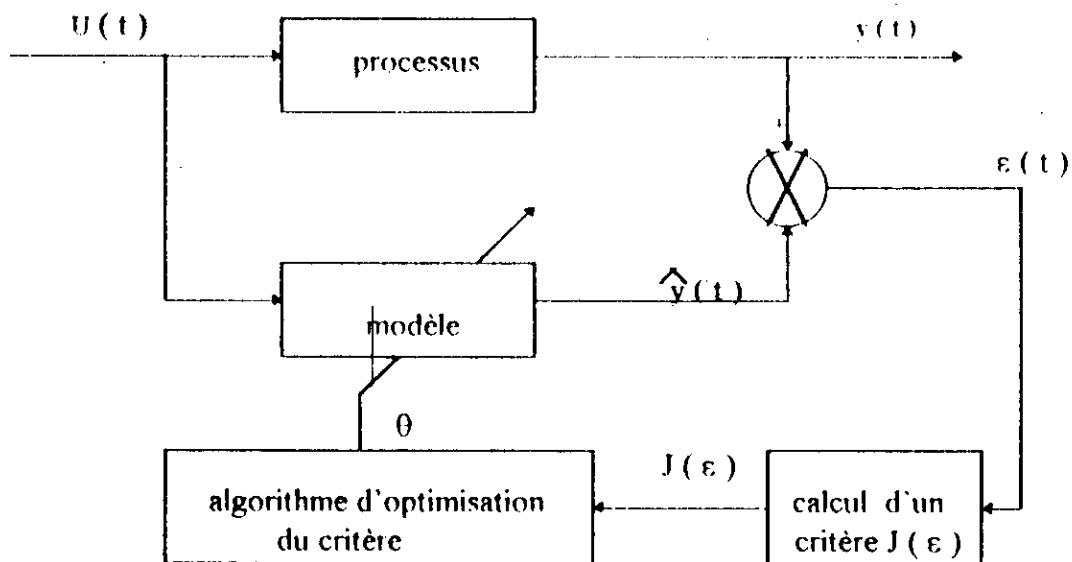 U(t)
y(t)
processus
ε(t)
ŷ(t)
modèle
θ
J(ε)
algorithme d'optimisation
du critère
calcul d'un
critère J(ε)